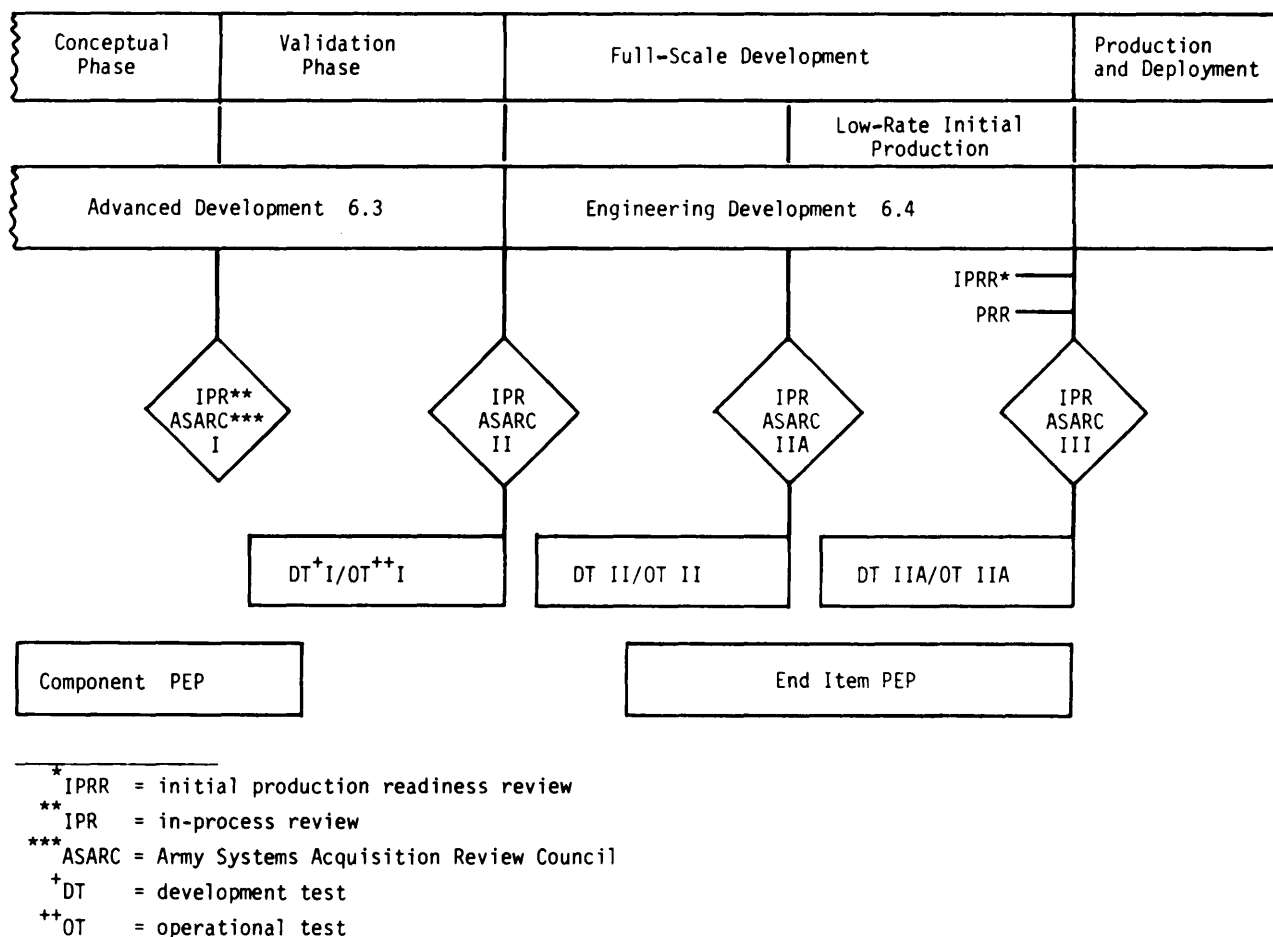 Conceptual
Phase
Validation
Phase
Full-Scale Development
Production
and Deployment
Low-Rate Initial
Production
Advanced Development 6.3
Engineering Development 6.4
IPRR*
PRR
IPR**
ASARC***
I
IPR
ASARC
II
IPR
ASARC
IIA
IPR
ASARC
III
DT+I/OT++I
DT II/OT II
DT IIA/OT IIA
Component PEP
End Item PEP
*IPRR = initial production readiness review
**IPR = in-process review
***ASARC = Army Systems Acquisition Review Council
+DT = development test
++OT = operational test